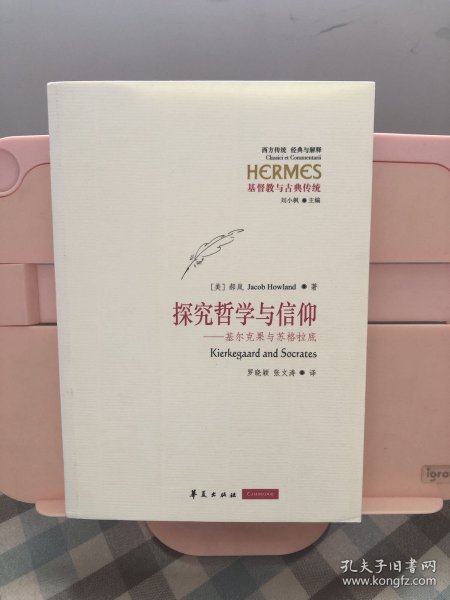 西方传统 经典与解释
Classici et Commentarii
HERMES
基督教与古典传统
刘小枫 ● 主编
[美] 郝岚 Jacob Howland ● 著
探究哲学与信仰
——基尔克果与苏格拉底
Kierkegaard and Socrates
罗晓颖 张文涛 ● 译
华夏出版社
CAMBRIDGE
igro
孔夫子旧书网
www.kongfz.com